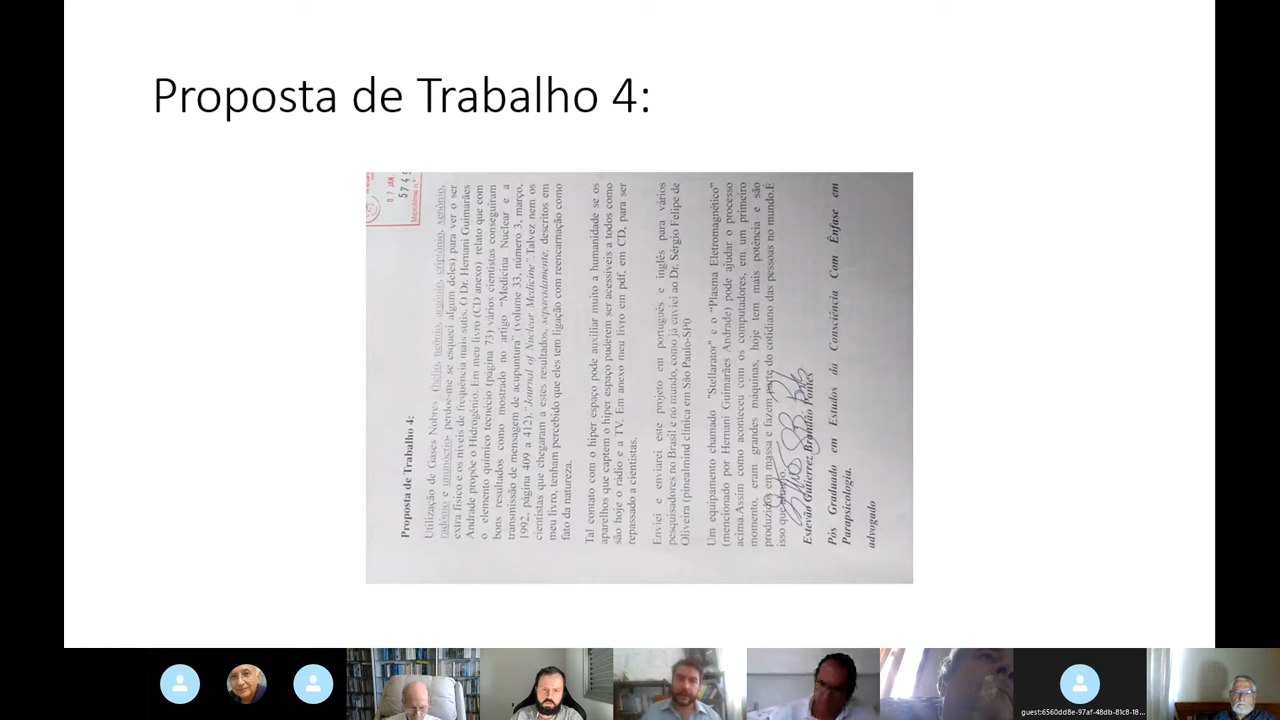 Proposta de Trabalho 4:
07 JAN
Proposta de Trabalho 4:
Utilização de Gases Nobres (hélio, neônio, argônio, criptônio, xenônio,
radônio e ununoctio- perdoe-me se esqueci algum deles) para ver o ser
extra físico e os níveis de frequência mais sutis. O Dr. Hernani Guimarães
Andrade propõe o Hidrogênio. Em meu livro (CD anexo) relato que com
o elemento químico tecnécio (página 73) vários cientistas conseguiram
bons resultados como mostrado no artigo "Medicina Nuclear e a
transmissão de mensagem de acupuntura" (volume 33, número 3, março,
1992, página 409 a 412). "Journal of Nuclear Medicine". Talvez nem os
cientistas que chegaram a estes resultados, separadamente, descritos em
meu livro, tenham percebido que eles tem ligação com reencarnação como
fato da natureza.
Tal contato com o hiper espaço pode auxiliar muito a humanidade se os
aparelhos que captem o hiper espaço puderem ser acessíveis a todos como
são hoje o rádio e a TV. Em anexo meu livro em pdf, em CD, para ser
repassado a cientistas.
Enviei e enviarei este projeto em português e inglês para vários
pesquisadores no Brasil e no mundo, como já enviei ao Dr. Sérgio Felipe de
Oliveira (pinealmind clínica em São Paulo-SP0
Um equipamento chamado "Stellarator" e o "Plasma Eletromagnético"
(mencionado por Hernani Guimarães Andrade) pode ajudar o processo
acima.Assim como aconteceu com os computadores, em um primeiro
momento, eram grandes máquinas, hoje tem mais potência e são
produzidos em massa e fazem parte do cotidiano das pessoas no mundo.É
isso que
Estevão Gutierrez Brandão Pontes
Pós Graduado em Estudos da Consciência Com Ênfase em
Parapsicologia.
advogado
guest:6560dd8e-97af-48db-81c8-18...